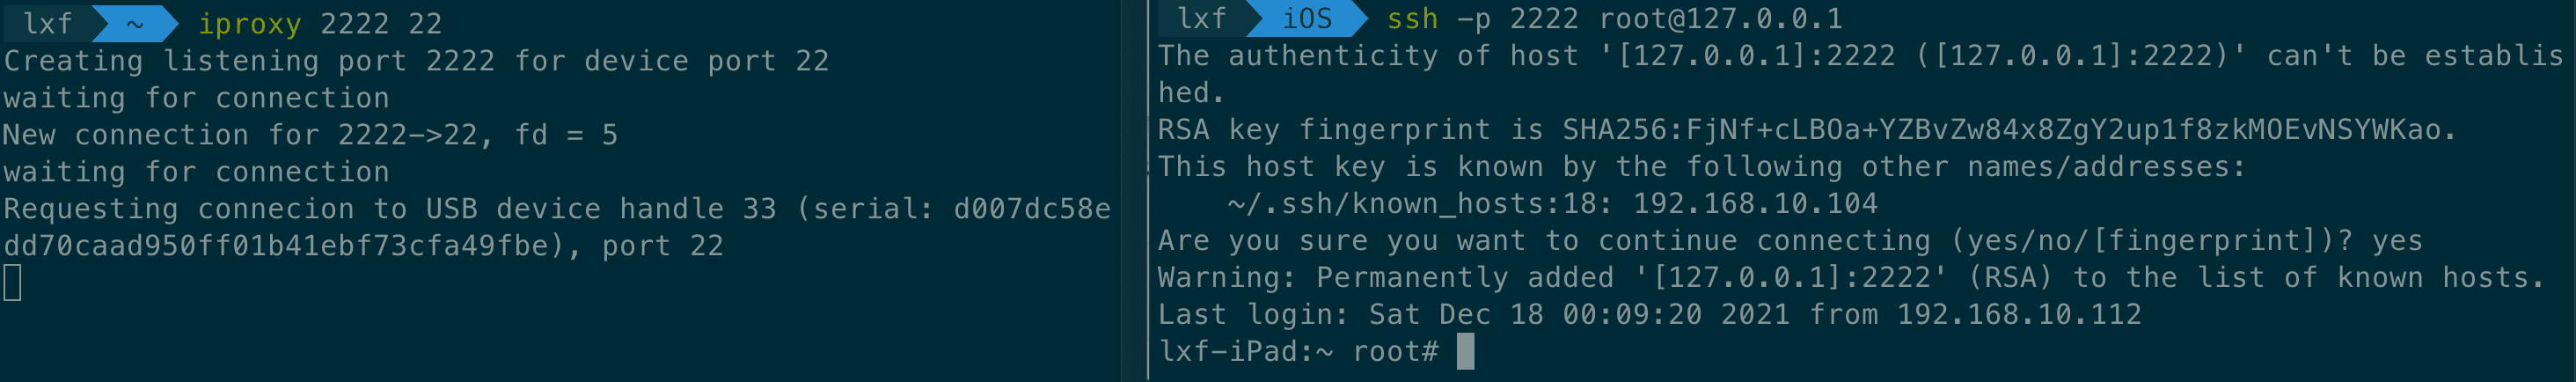 lxf ~ iproxy 2222 22
Creating listening port 2222 for device port 22
waiting for connection
New connection for 2222->22, fd = 5
waiting for connection
Requesting connecion to USB device handle 33 (serial: d007dc58e
dd70caad950ff01b41ebf73cfa49fbe), port 22
lxf iOS ssh -p 2222 root@127.0.0.1
The authenticity of host '[127.0.0.1]:2222 ([127.0.0.1]:2222)' can't be establis
hed.
RSA key fingerprint is SHA256:FjNf+cLBOa+YZBvZw84x8ZgY2up1f8zkMOEvNSYWKao.
This host key is known by the following other names/addresses:
~/.ssh/known_hosts:18: 192.168.10.104
Are you sure you want to continue connecting (yes/no/[fingerprint])? yes
Warning: Permanently added '[127.0.0.1]:2222' (RSA) to the list of known hosts.
Last login: Sat Dec 18 00:09:20 2021 from 192.168.10.112
lxf-iPad:~ root#